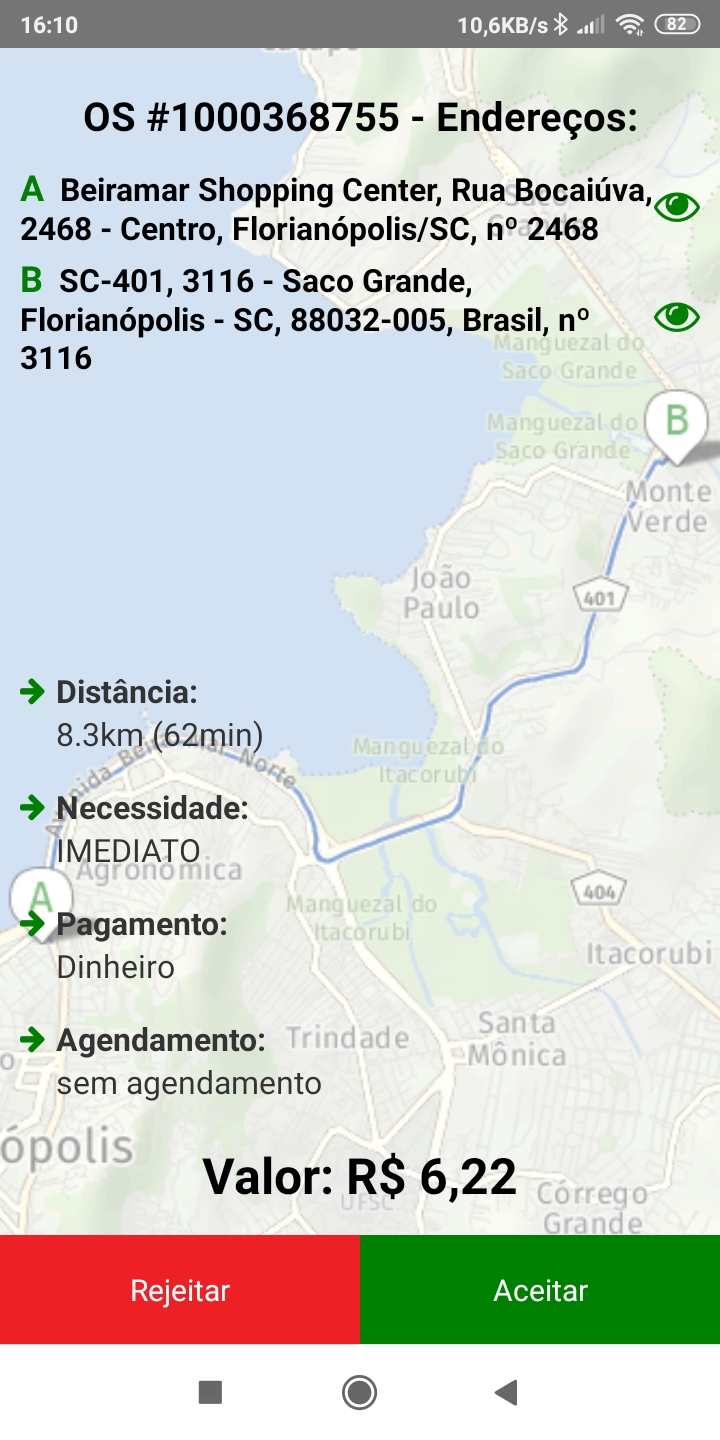 16:10
10,6KB/s
82
OS #1000368755 - Endereços:
A Beiramar Shopping Center, Rua Bocaiúva,
2468 - Centro, Florianópolis/SC, nº 2468
B SC-401, 3116 - Saco Grande,
Florianópolis - SC, 88032-005, Brasil, nº
3116
Saco
Grande
Manguezal do
Saco Grande
Manguezal do
Saco Grande
B
Monte
Verde
João
Paulo
401
Distância:
8.3km (62min)
Avenida Beira-Mar Norte
Manguezal do
Itacorubi
Necessidade:
IMEDIATO
Agronômica
A
404
Manguezal do
Itacorubi
Pagamento:
Dinheiro
Itacorubi
Agendamento:
sem agendamento
Trindade
Santa
Mônica
ópolis
Valor: R$ 6,22
UFSC
Córrego
Grande
Rejeitar
Aceitar